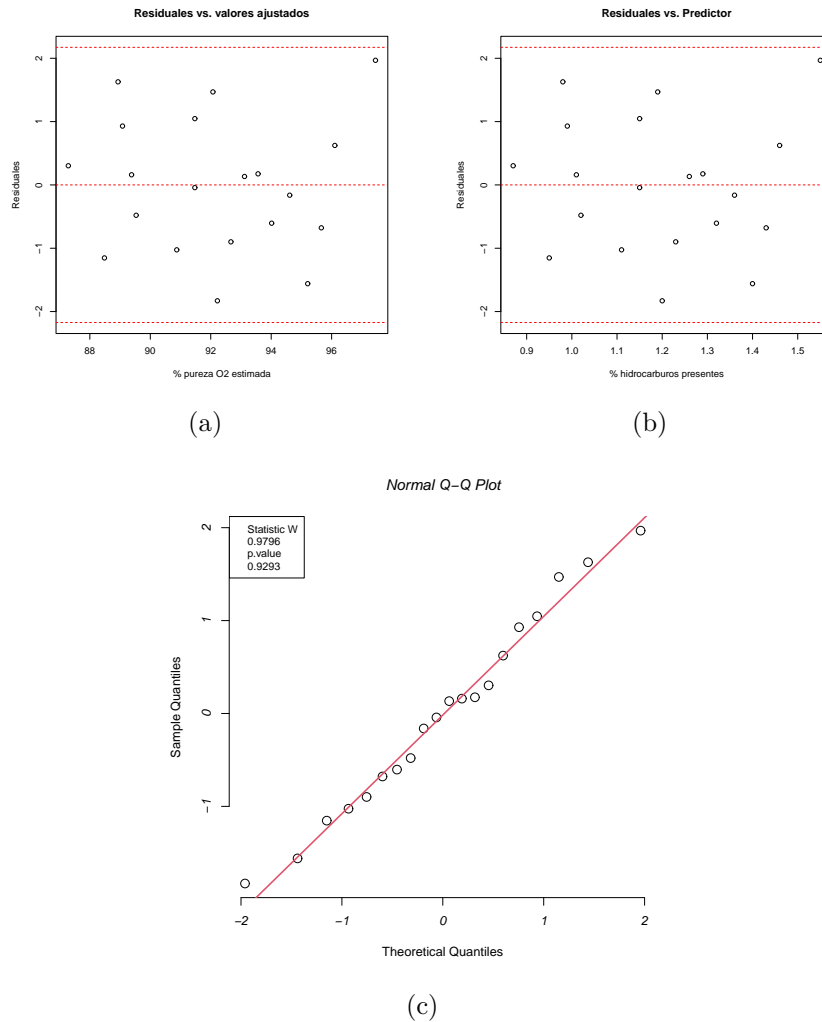 Residuales vs. valores ajustados
Residuales
2
1
0
−1
−2
88 90 92 94 96
% pureza O2 estimada
(a)
Residuales vs. Predictor
Residuales
2
1
0
−1
−2
0.9 1.0 1.1 1.2 1.3 1.4 1.5
% hidrocarburos presentes
(b)
Normal Q−Q Plot
Statistic W
0.9796
p.value
0.9293
Sample Quantiles
2
1
0
−1
−2 −1 0 1 2
Theoretical Quantiles
(c)